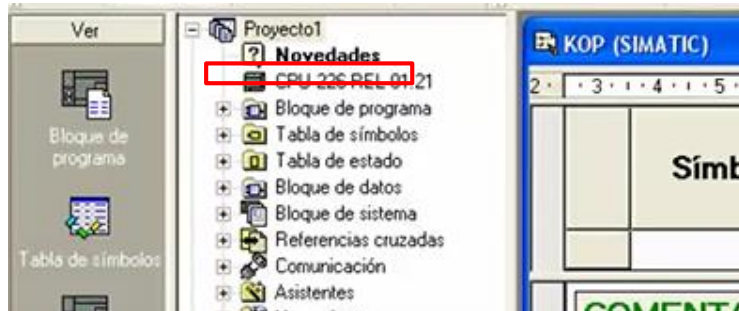 Ver
Bloque de
programa
Tabla de símbolos
Proyecto1
Novedades
CPU 226 REL 01.21
Bloque de programa
Tabla de símbolos
Tabla de estado
Bloque de datos
Bloque de sistema
Referencias cruzadas
Comunicación
Asistentes
KOP (SIMATIC)
2 · · 3 · ı · 4 · ı · 5 ·
Símb
COMENTA